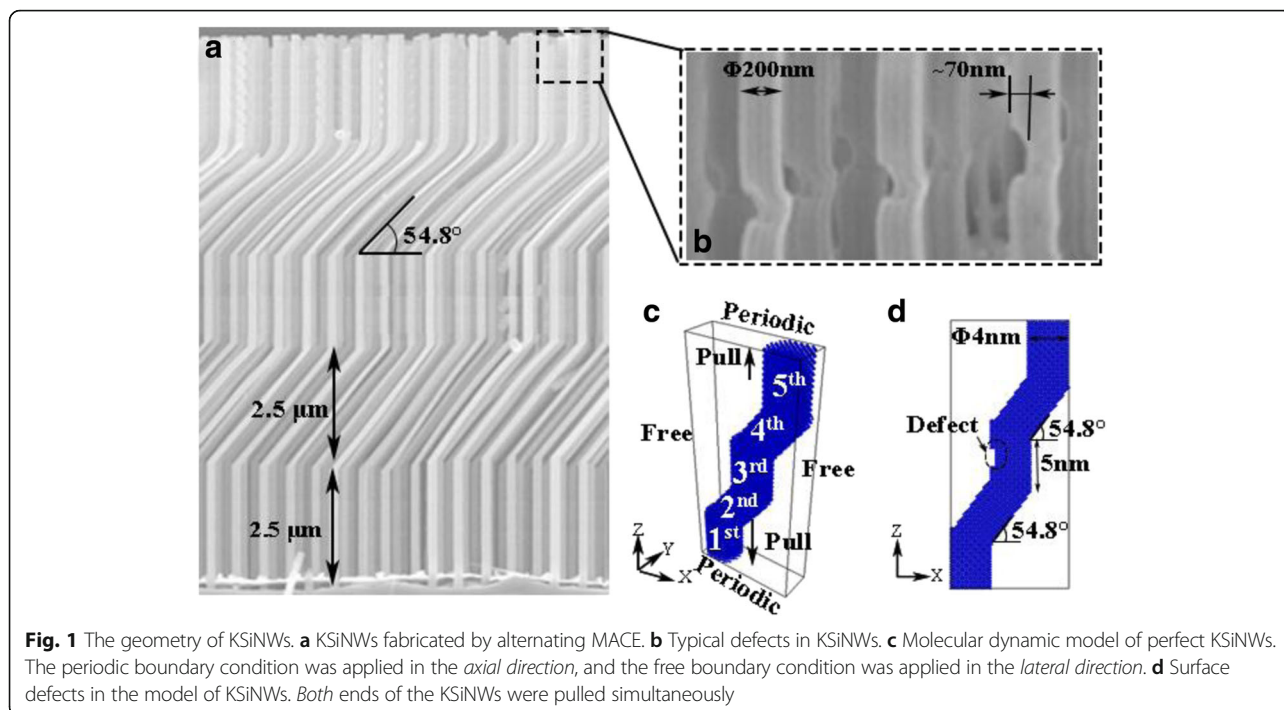 a
54.8°
2.5 μm
2.5 μm
Φ200nm
~70nm
b
c
Periodic
Pull
5th
4th
Free
3rd
Free
2nd
1st
Pull
Z
Y
X
Periodic
d
Φ4nm
Defect
54.8°
5nm
54.8°
Z
X
Fig. 1 The geometry of KSiNWs. a KSiNWs fabricated by alternating MACE. b Typical defects in KSiNWs. c Molecular dynamic model of perfect KSiNWs.
The periodic boundary condition was applied in the axial direction, and the free boundary condition was applied in the lateral direction. d Surface
defects in the model of KSiNWs. Both ends of the KSiNWs were pulled simultaneously